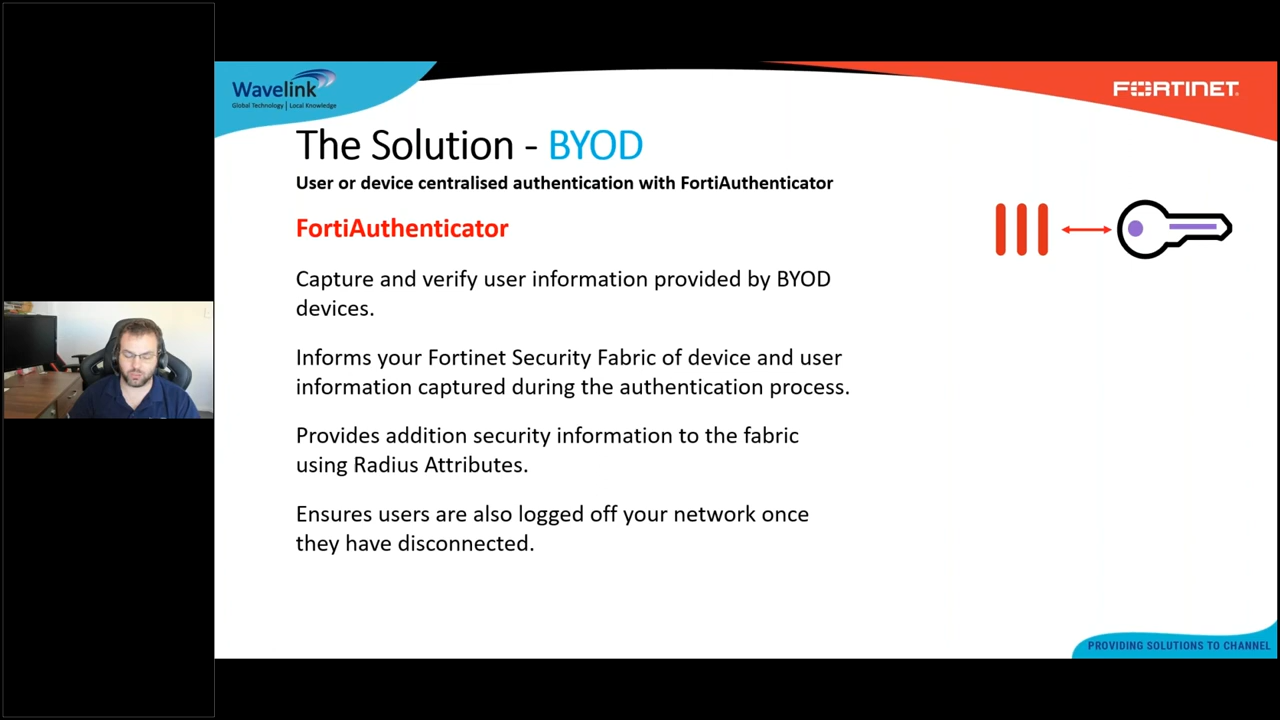 Wavelink
Global Technology | Local Knowledge
FORTINET
The Solution - BYOD
User or device centralised authentication with FortiAuthenticator
FortiAuthenticator
Capture and verify user information provided by BYOD
devices.
Informs your Fortinet Security Fabric of device and user
information captured during the authentication process.
Provides addition security information to the fabric
using Radius Attributes.
Ensures users are also logged off your network once
they have disconnected.
PROVIDING SOLUTIONS TO CHANNEL